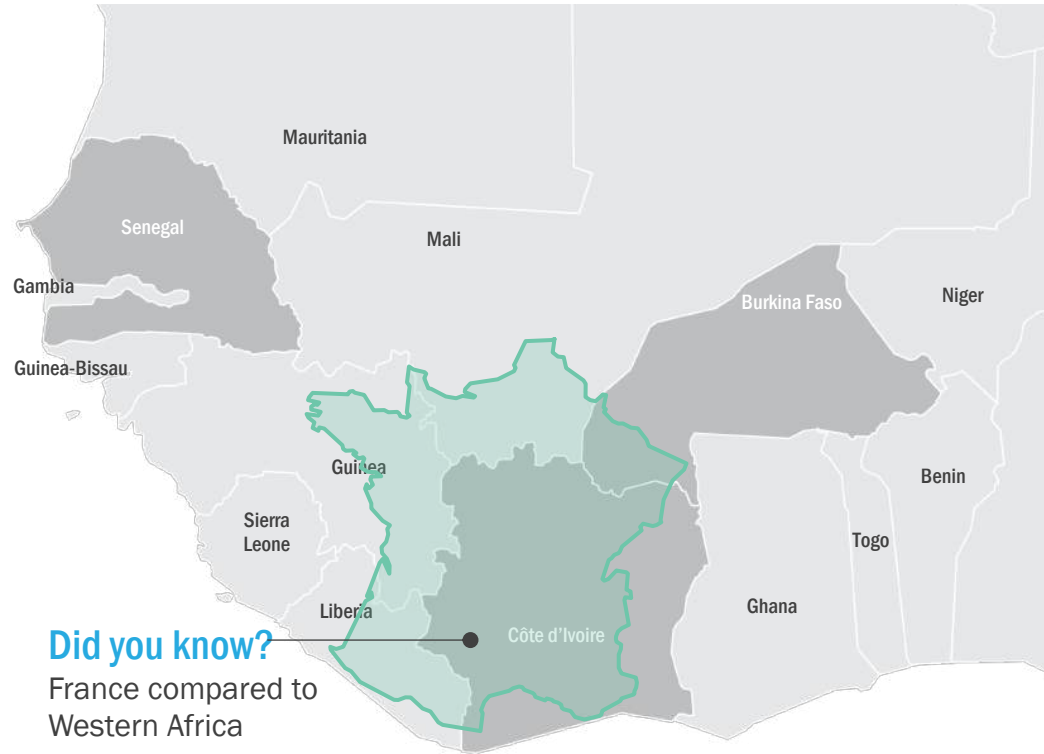 Mauritania
Senegal
Mali
Gambia
Burkina Faso
Niger
Guinea-Bissau
Guinea
Benin
Sierra
Leone
Togo
Liberia
Ghana
Côte d'Ivoire
Did you know?
France compared to
Western Africa